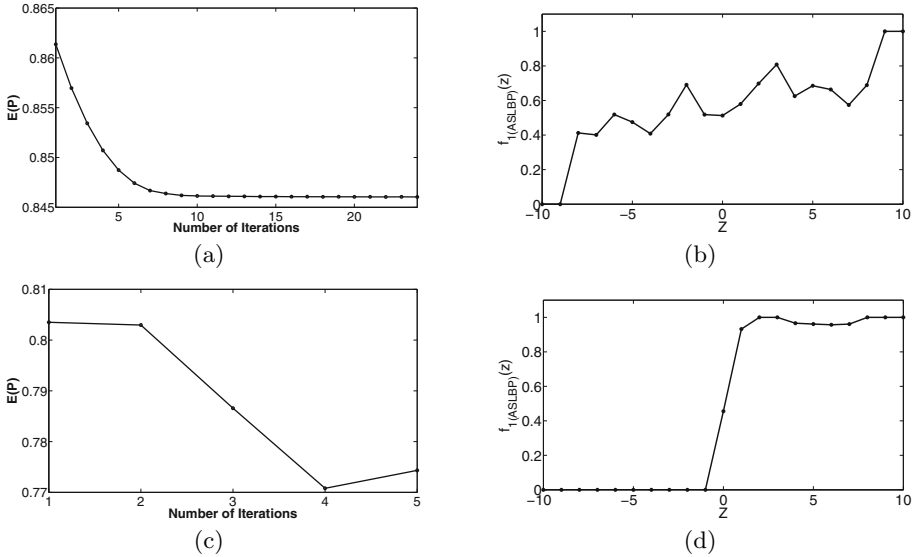 0.865
0.86
0.855
0.85
0.845
5 10 15 20
E(P)
Number of Iterations
(a)
1
0.8
0.6
0.4
0.2
0
−10 −5 0 5 10
f1(ASLBP)(z)
Z
(b)
0.81
0.8
0.79
0.78
0.77
1 2 3 4 5
E(P)
Number of Iterations
(c)
1
0.8
0.6
0.4
0.2
0
−10 −5 0 5 10
f1(ASLBP)(z)
Z
(d)